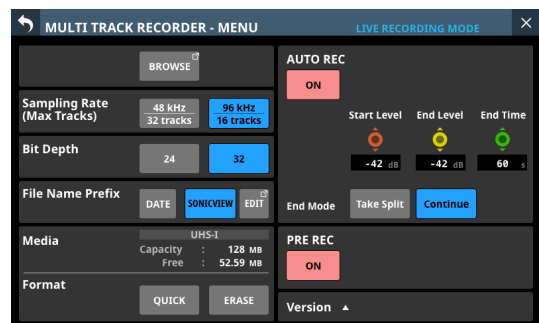 MULTI TRACK RECORDER - MENU
LIVE RECORDING MODE
BROWSE
Sampling Rate
(Max Tracks)
48 kHz
32 tracks
96 kHz
16 tracks
Bit Depth
24
32
File Name Prefix
DATE
SONICVIEW
EDIT
Media
UHS-I
Capacity : 128 MB
Free : 52.59 MB
Format
QUICK
ERASE
AUTO REC
ON
Start Level
End Level
End Time
-42 dB
-42 dB
60 s
End Mode
Take Split
Continue
PRE REC
ON
Version ▲